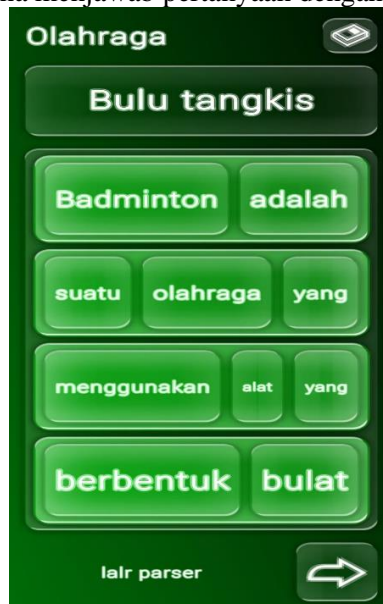 Olahraga
Bulu tangkis
Badminton adalah
suatu olahraga yang
menggunakan alat yang
berbentuk bulat
lalr parser